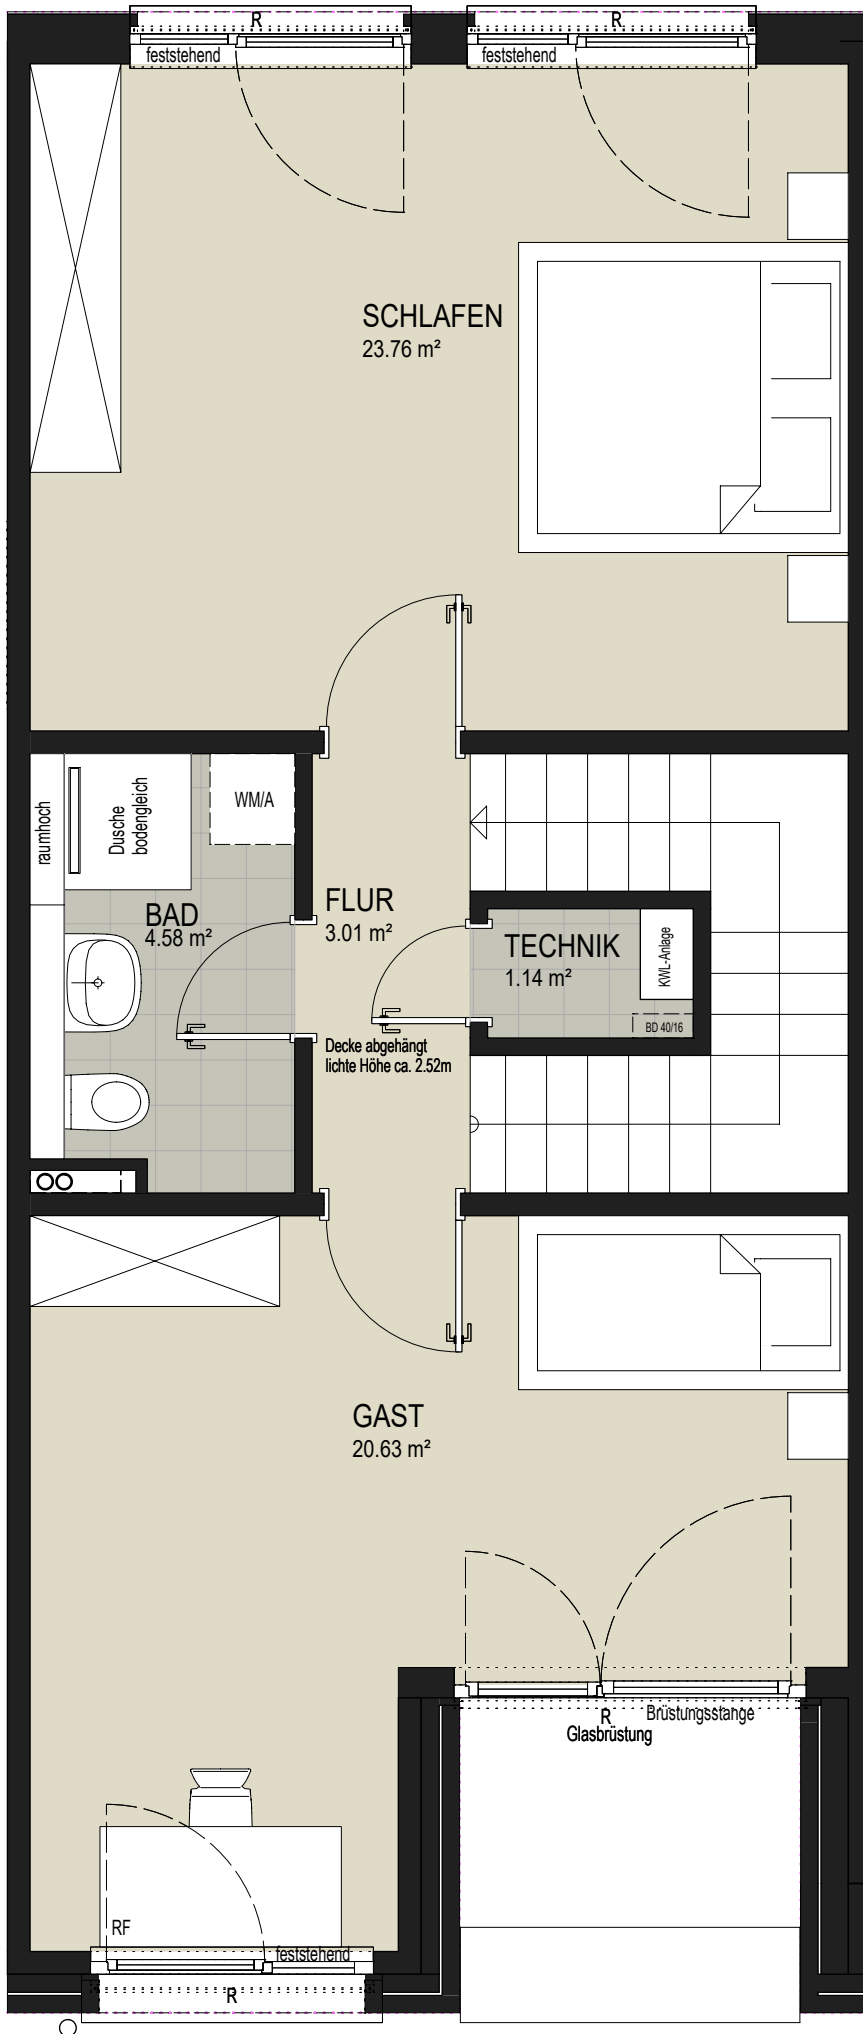 R
R
feststehend
feststehend
SCHLAFEN
23.76 m²
raumhoch
Dusche
bodengleich
WM/A
BAD
4.58 m²
FLUR
3.01 m²
TECHNIK
1.14 m²
KWL-Anlage
BD 40/16
Decke abgehängt
lichte Höhe ca. 2.52m
GAST
20.63 m²
R
Brüstungsstange
Glasbrüstung
RF
feststehend
R